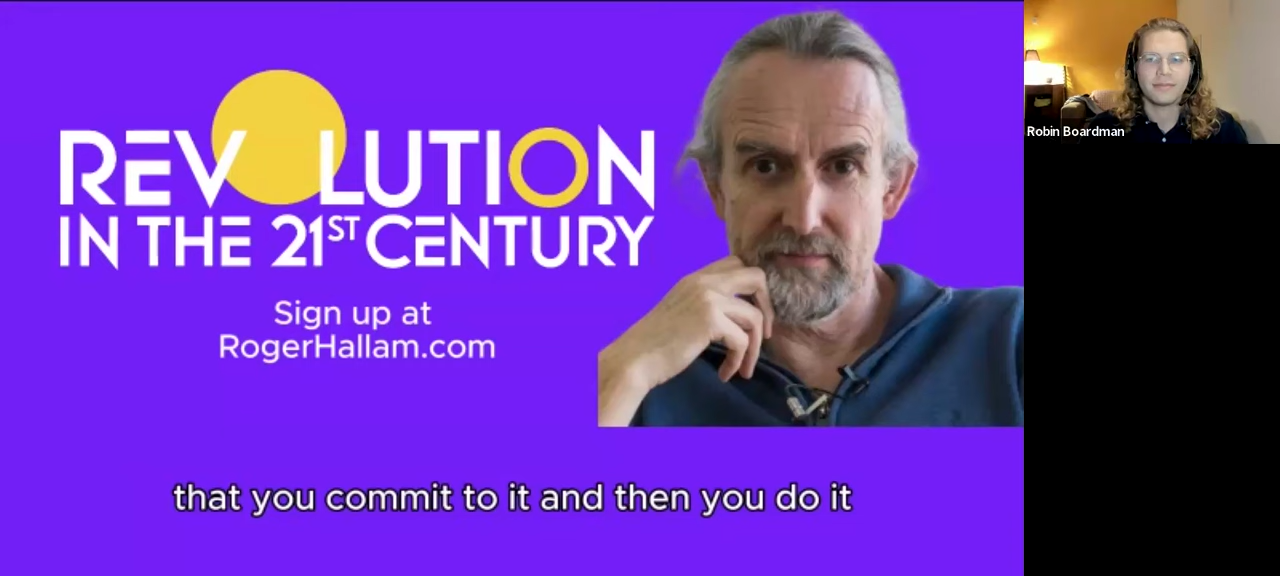 REVOLUTION
IN THE 21ST CENTURY
Sign up at
RogerHallam.com
that you commit to it and then you do it
Robin Boardman